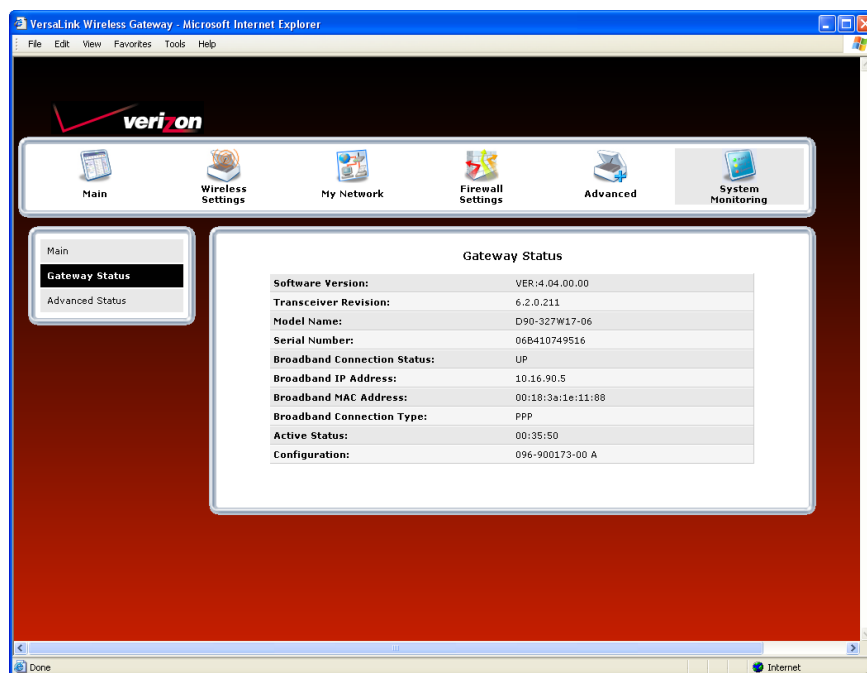 VersaLink Wireless Gateway - Microsoft Internet Explorer
File Edit View Favorites Tools Help
verizon
Main
Wireless Settings
My Network
Firewall Settings
Advanced
System Monitoring
Main
Gateway Status
Advanced Status
Gateway Status
Software Version: VER:4.04.00.00
Transceiver Revision: 6.2.0.211
Model Name: D90-327W17-06
Serial Number: 06B410749516
Broadband Connection Status: UP
Broadband IP Address: 10.16.90.5
Broadband MAC Address: 00:18:3a:1e:11:88
Broadband Connection Type: PPP
Active Status: 00:35:50
Configuration: 096-900173-00 A
Done
Internet